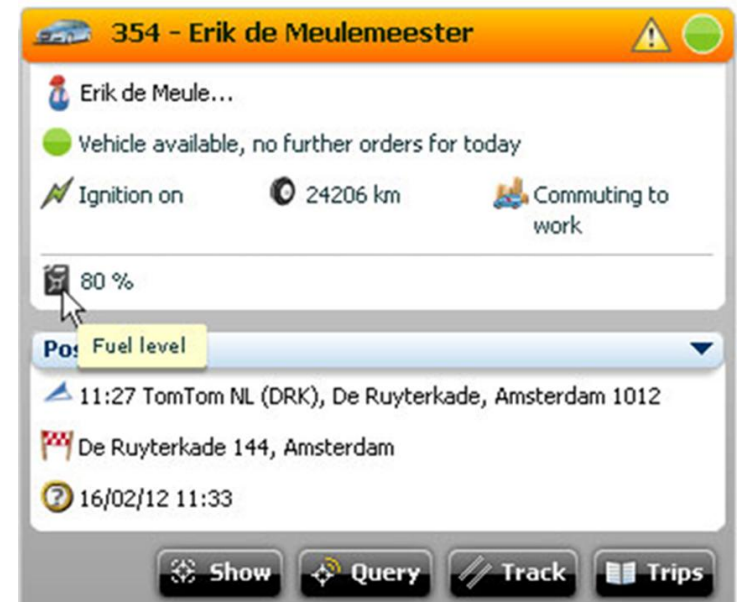 354 - Erik de Meulemeester
Erik de Meule...
Vehicle available, no further orders for today
Ignition on 24206 km Commuting to
work
80 %
Fuel level
11:27 TomTom NL (DRK), De Ruyterkade, Amsterdam 1012
De Ruyterkade 144, Amsterdam
16/02/12 11:33
Show Query Track Trips